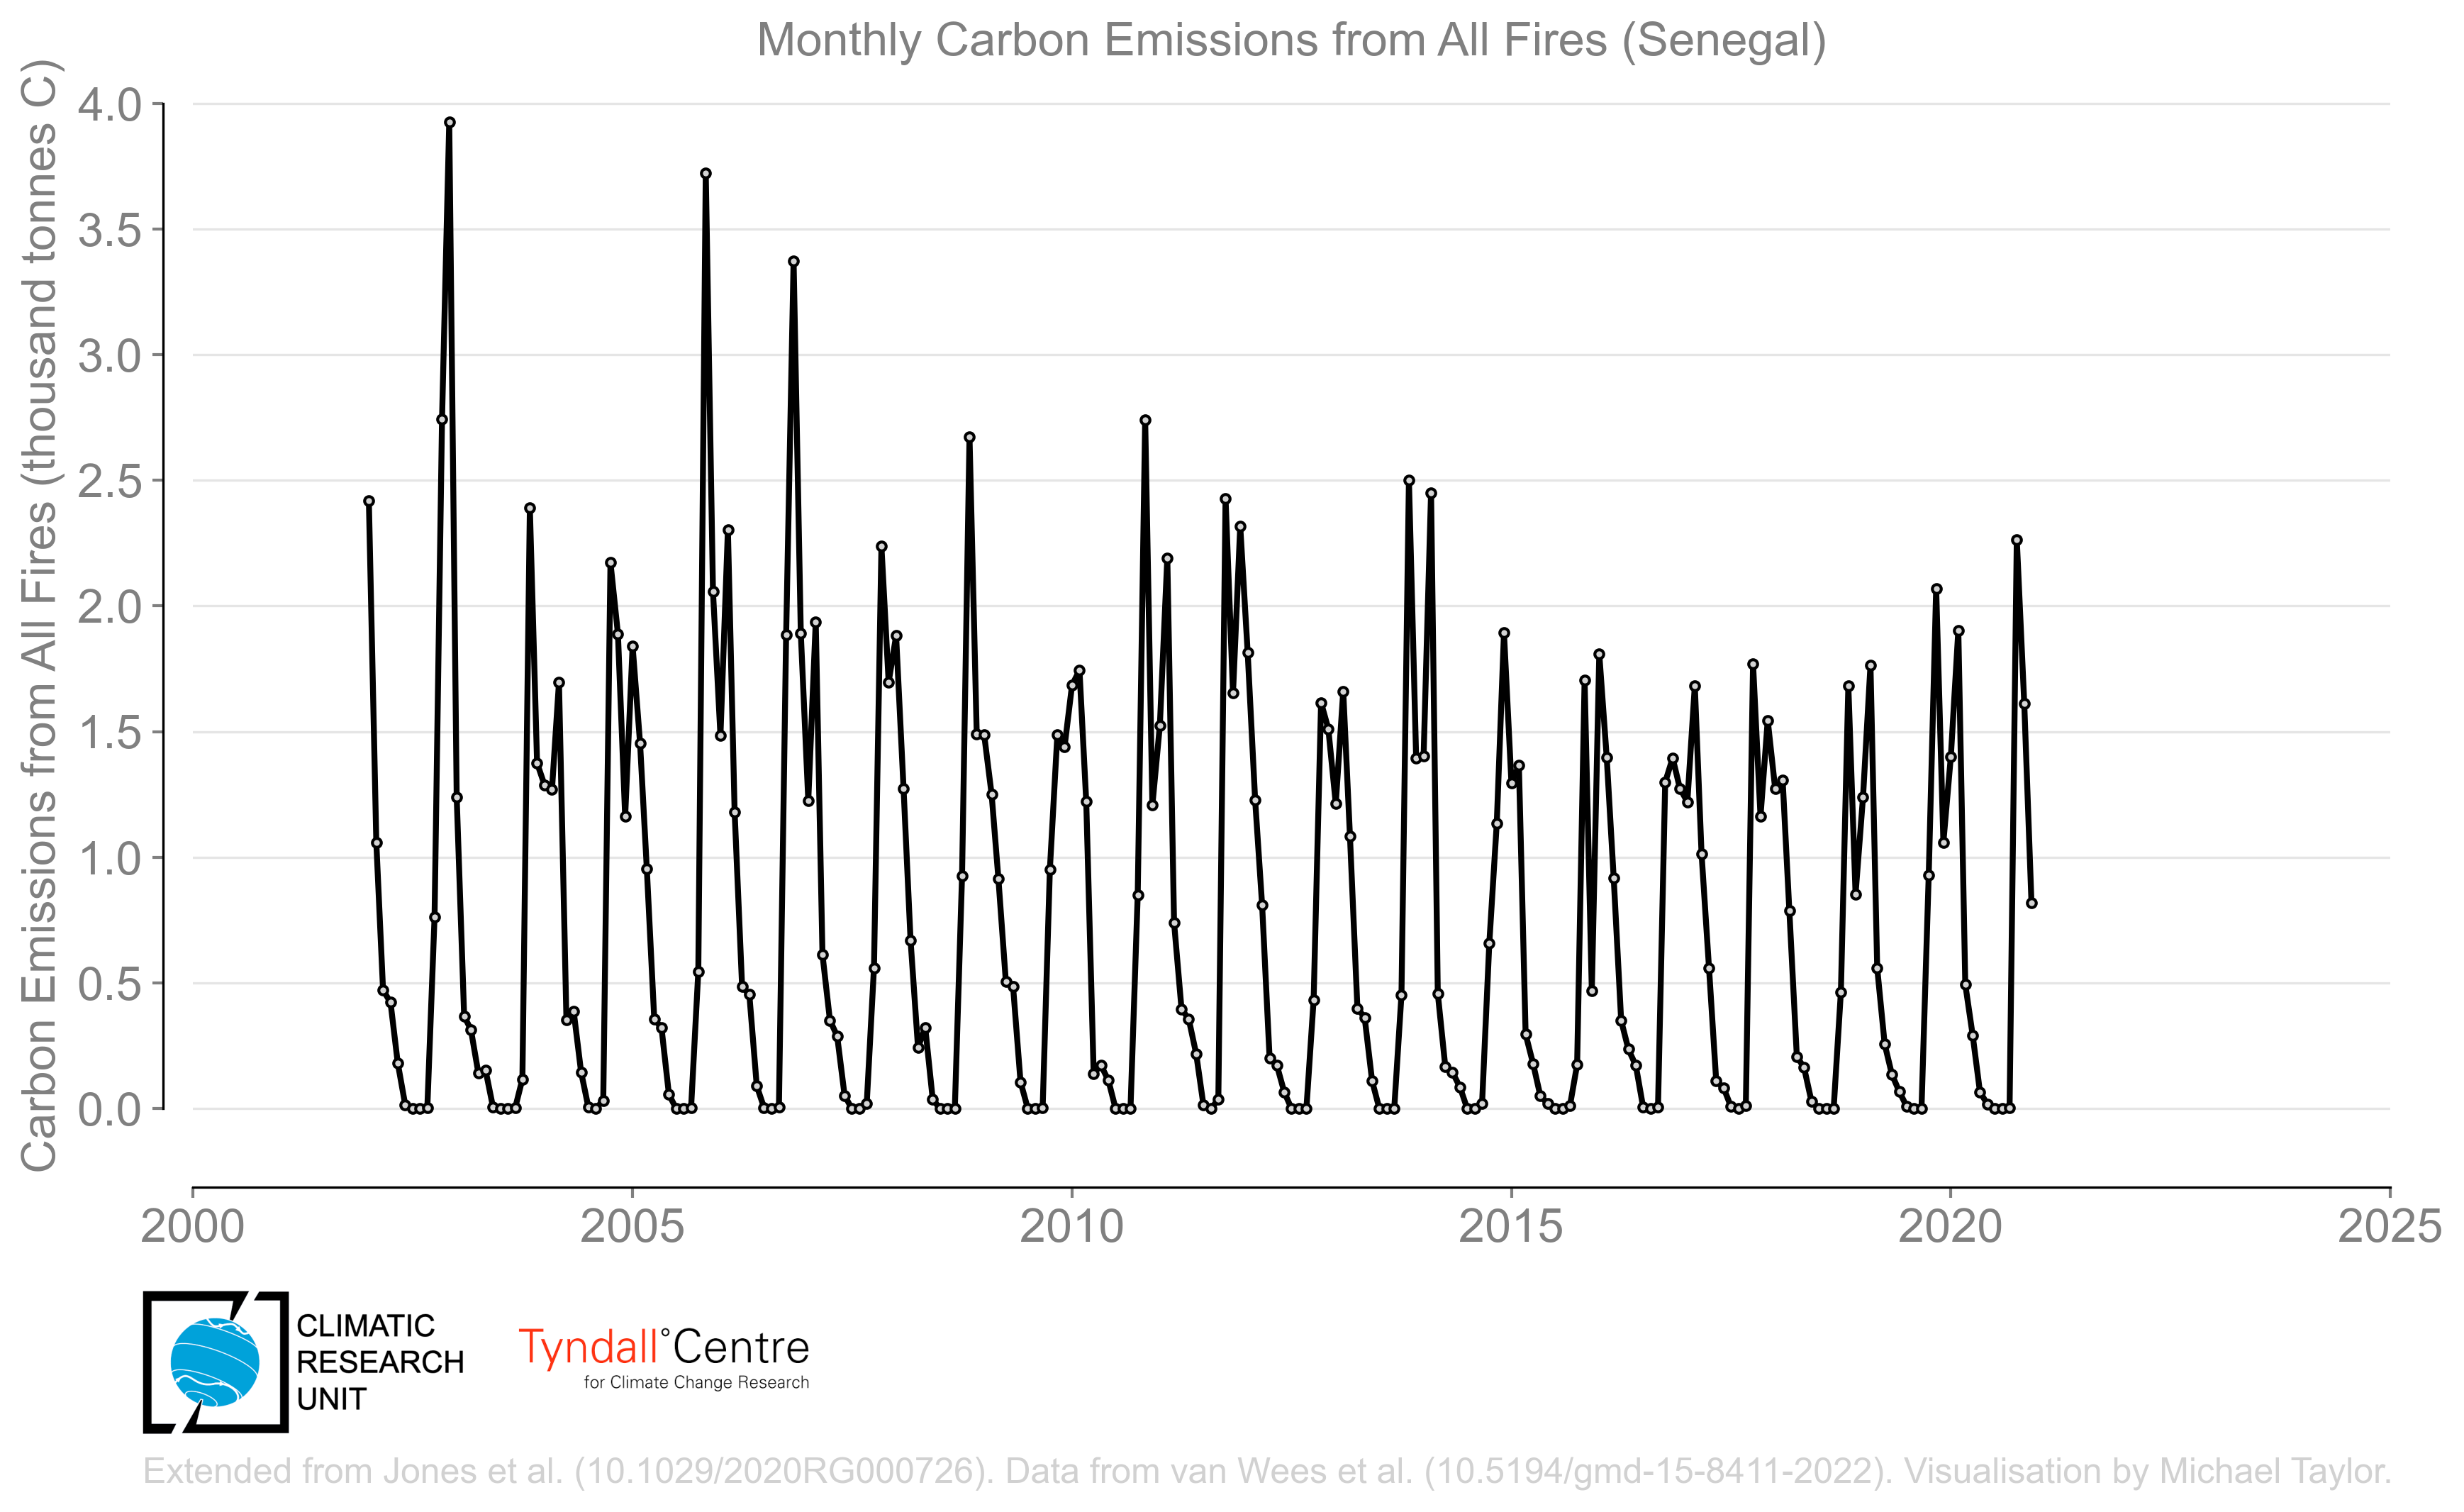 Monthly Carbon Emissions from All Fires (Senegal)
Carbon Emissions from All Fires (thousand tonnes C)
4.0
3.5
3.0
2.5
2.0
1.5
1.0
0.5
0.0
2000
2005
2010
2015
2020
2025
CLIMATIC
RESEARCH
UNIT
Tyndall°Centre
for Climate Change Research
Extended from Jones et al. (10.1029/2020RG000726). Data from van Wees et al. (10.5194/gmd-15-8411-2022). Visualisation by Michael Taylor.